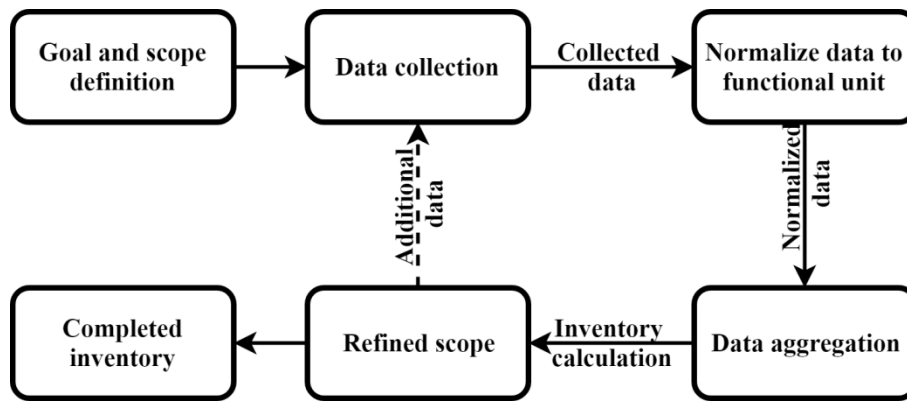 Goal and scope
definition
Data collection
Collected
data
Normalize data to
functional unit
Additional
data
Normalized
data
Completed
inventory
Refined scope
Inventory
calculation
Data aggregation